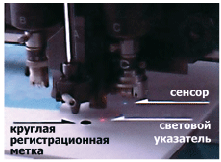 A
C
сенсор
световой
указатель
круглая
регистрационная
метка